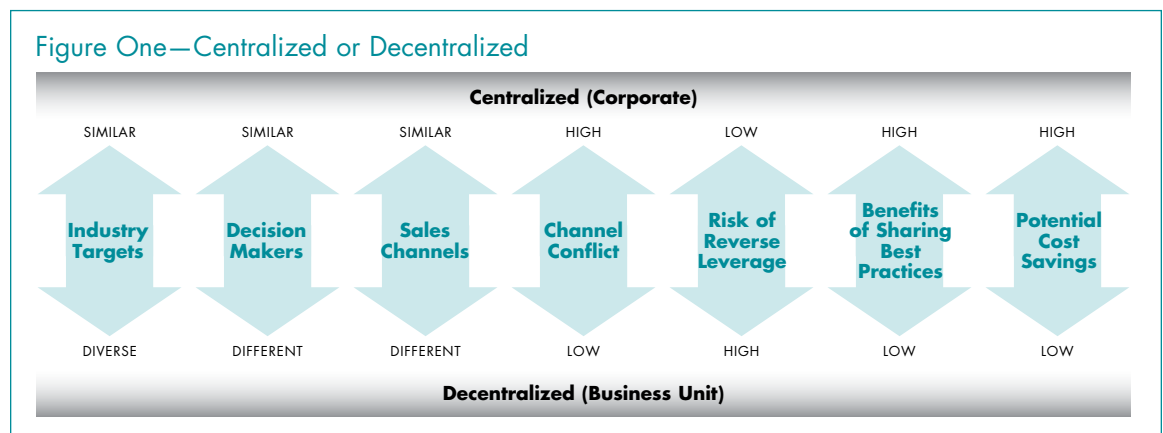 Figure One—Centralized or Decentralized
Centralized (Corporate)
SIMILAR SIMILAR SIMILAR HIGH LOW HIGH HIGH
Industry
Targets
Decision
Makers
Sales
Channels
Channel
Conflict
Risk of
Reverse
Leverage
Benefits
of Sharing
Best
Practices
Potential
Cost
Savings
DIVERSE DIFFERENT DIFFERENT LOW HIGH LOW LOW
Decentralized (Business Unit)